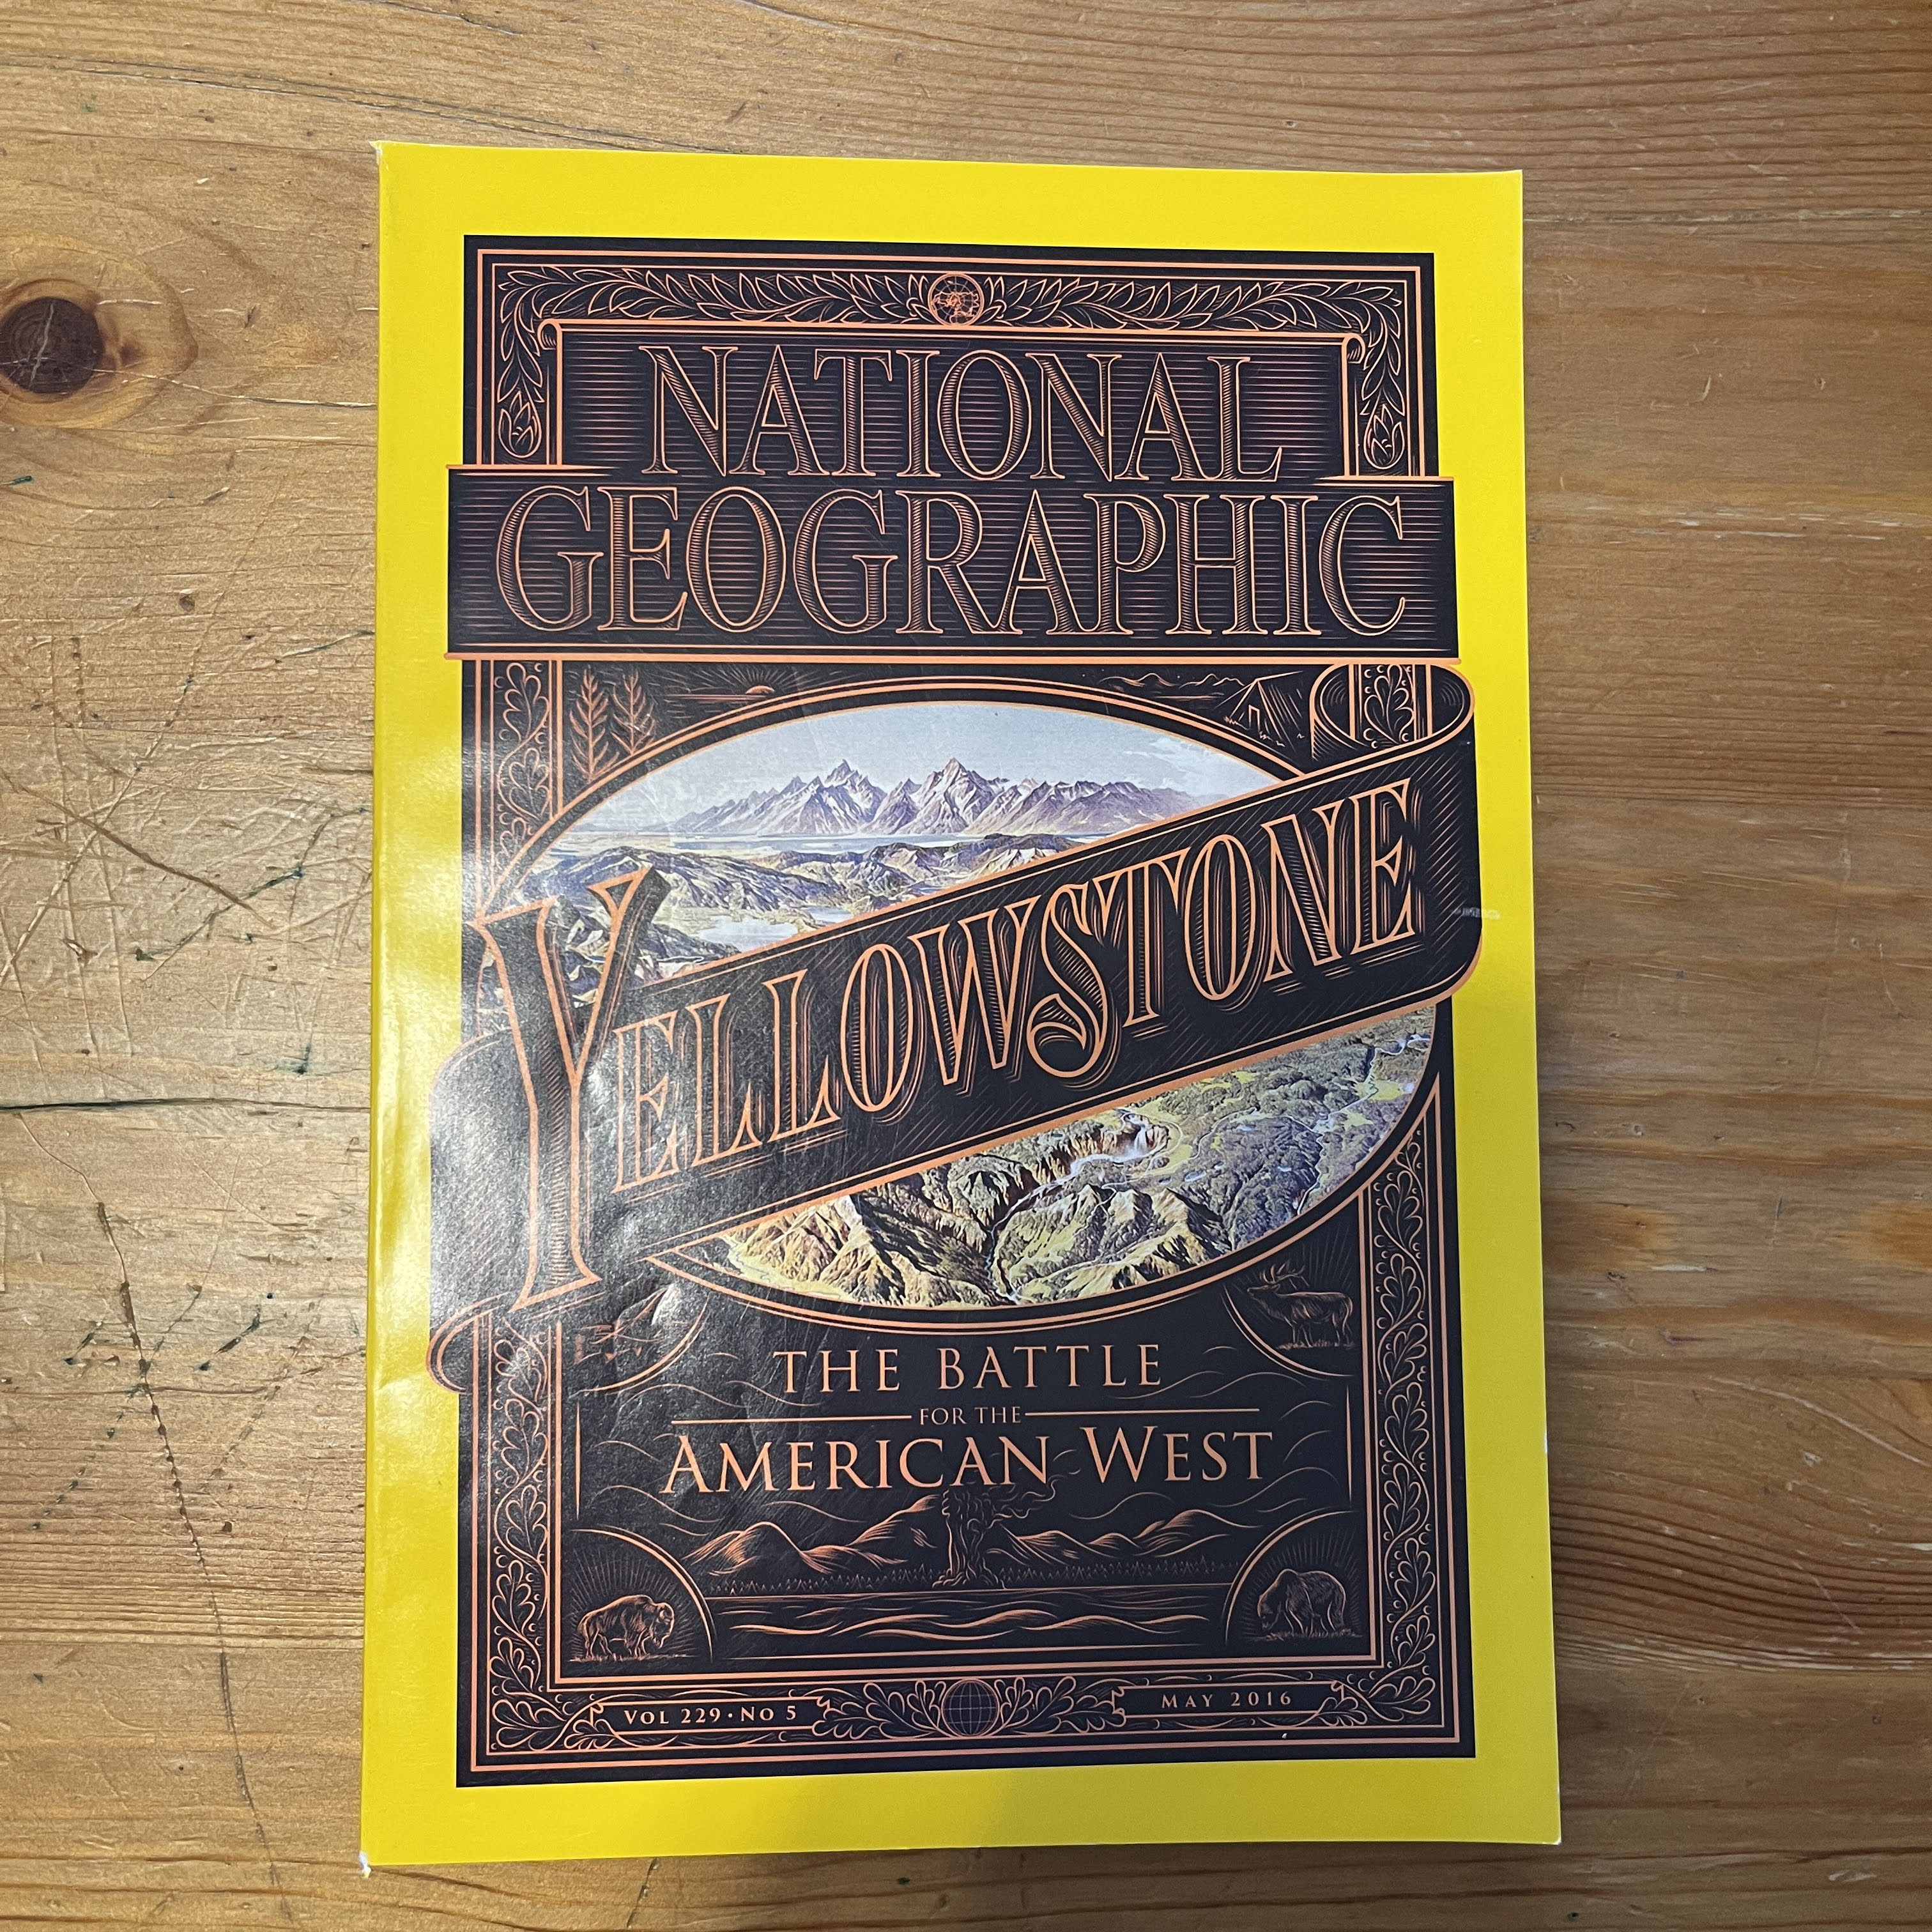 NATIONAL
GEOGRAPHIC
YELLOWSTONE
THE BATTLE
FOR THE
AMERICAN WEST
VOL 229 · NO 5
MAY 2016